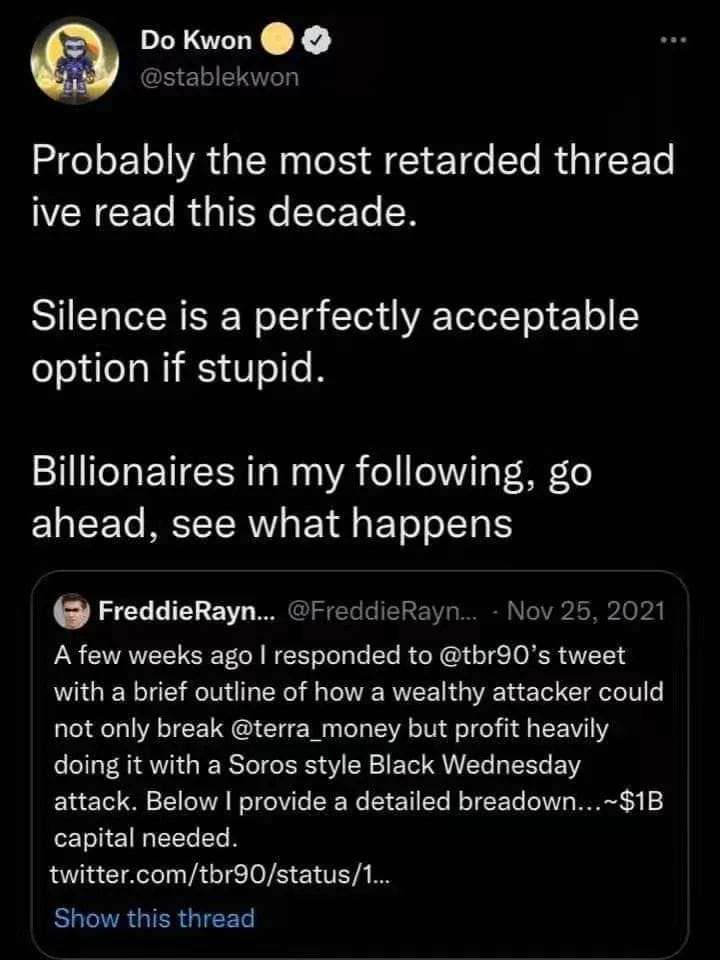 Do Kwon
@stablekwon
Probably the most retarded thread
ive read this decade.
Silence is a perfectly acceptable
option if stupid.
Billionaires in my following, go
ahead, see what happens
FreddieRayn... @FreddieRayn... · Nov 25, 2021
A few weeks ago I responded to @tbr90’s tweet
with a brief outline of how a wealthy attacker could
not only break @terra_money but profit heavily
doing it with a Soros style Black Wednesday
attack. Below I provide a detailed breadown...~$1B
capital needed.
twitter.com/tbr90/status/1...
Show this thread